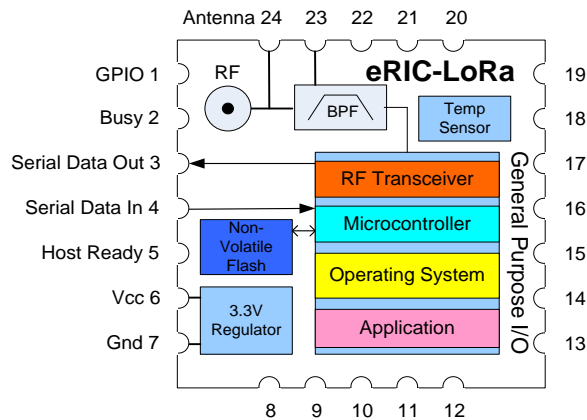 Antenna 24 23 22 21 20
eRIC-LoRa
GPIO 1
RF
19
BPF
Temp
Sensor
Busy 2
18
Serial Data Out 3
17
RF Transceiver
Serial Data In 4
16
Microcontroller
Non-
Volatile
Flash
Host Ready 5
15
Operating System
General Purpose I/O
Vcc 6
14
3.3V
Regulator
Application
Gnd 7
13
8 9 10 11 12